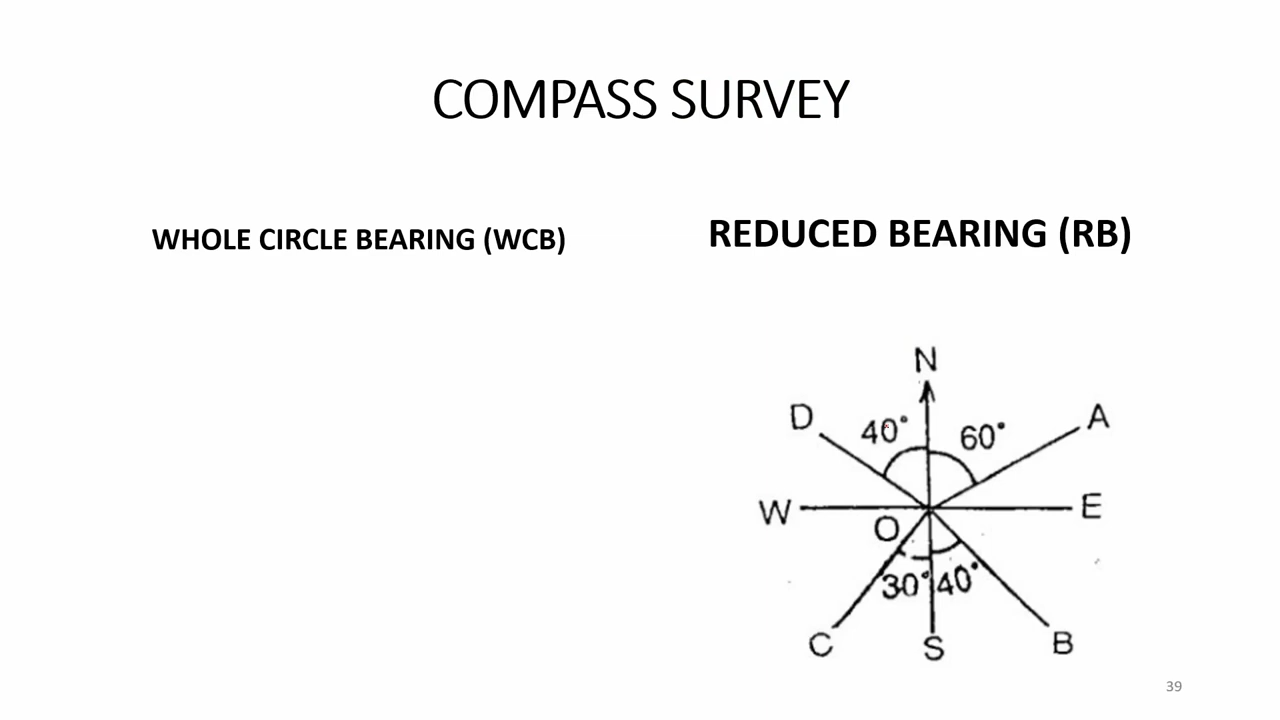 COMPASS SURVEY
WHOLE CIRCLE BEARING (WCB)
REDUCED BEARING (RB)
N
D 40° 60° A
W E
O
30° 40°
C S B
39